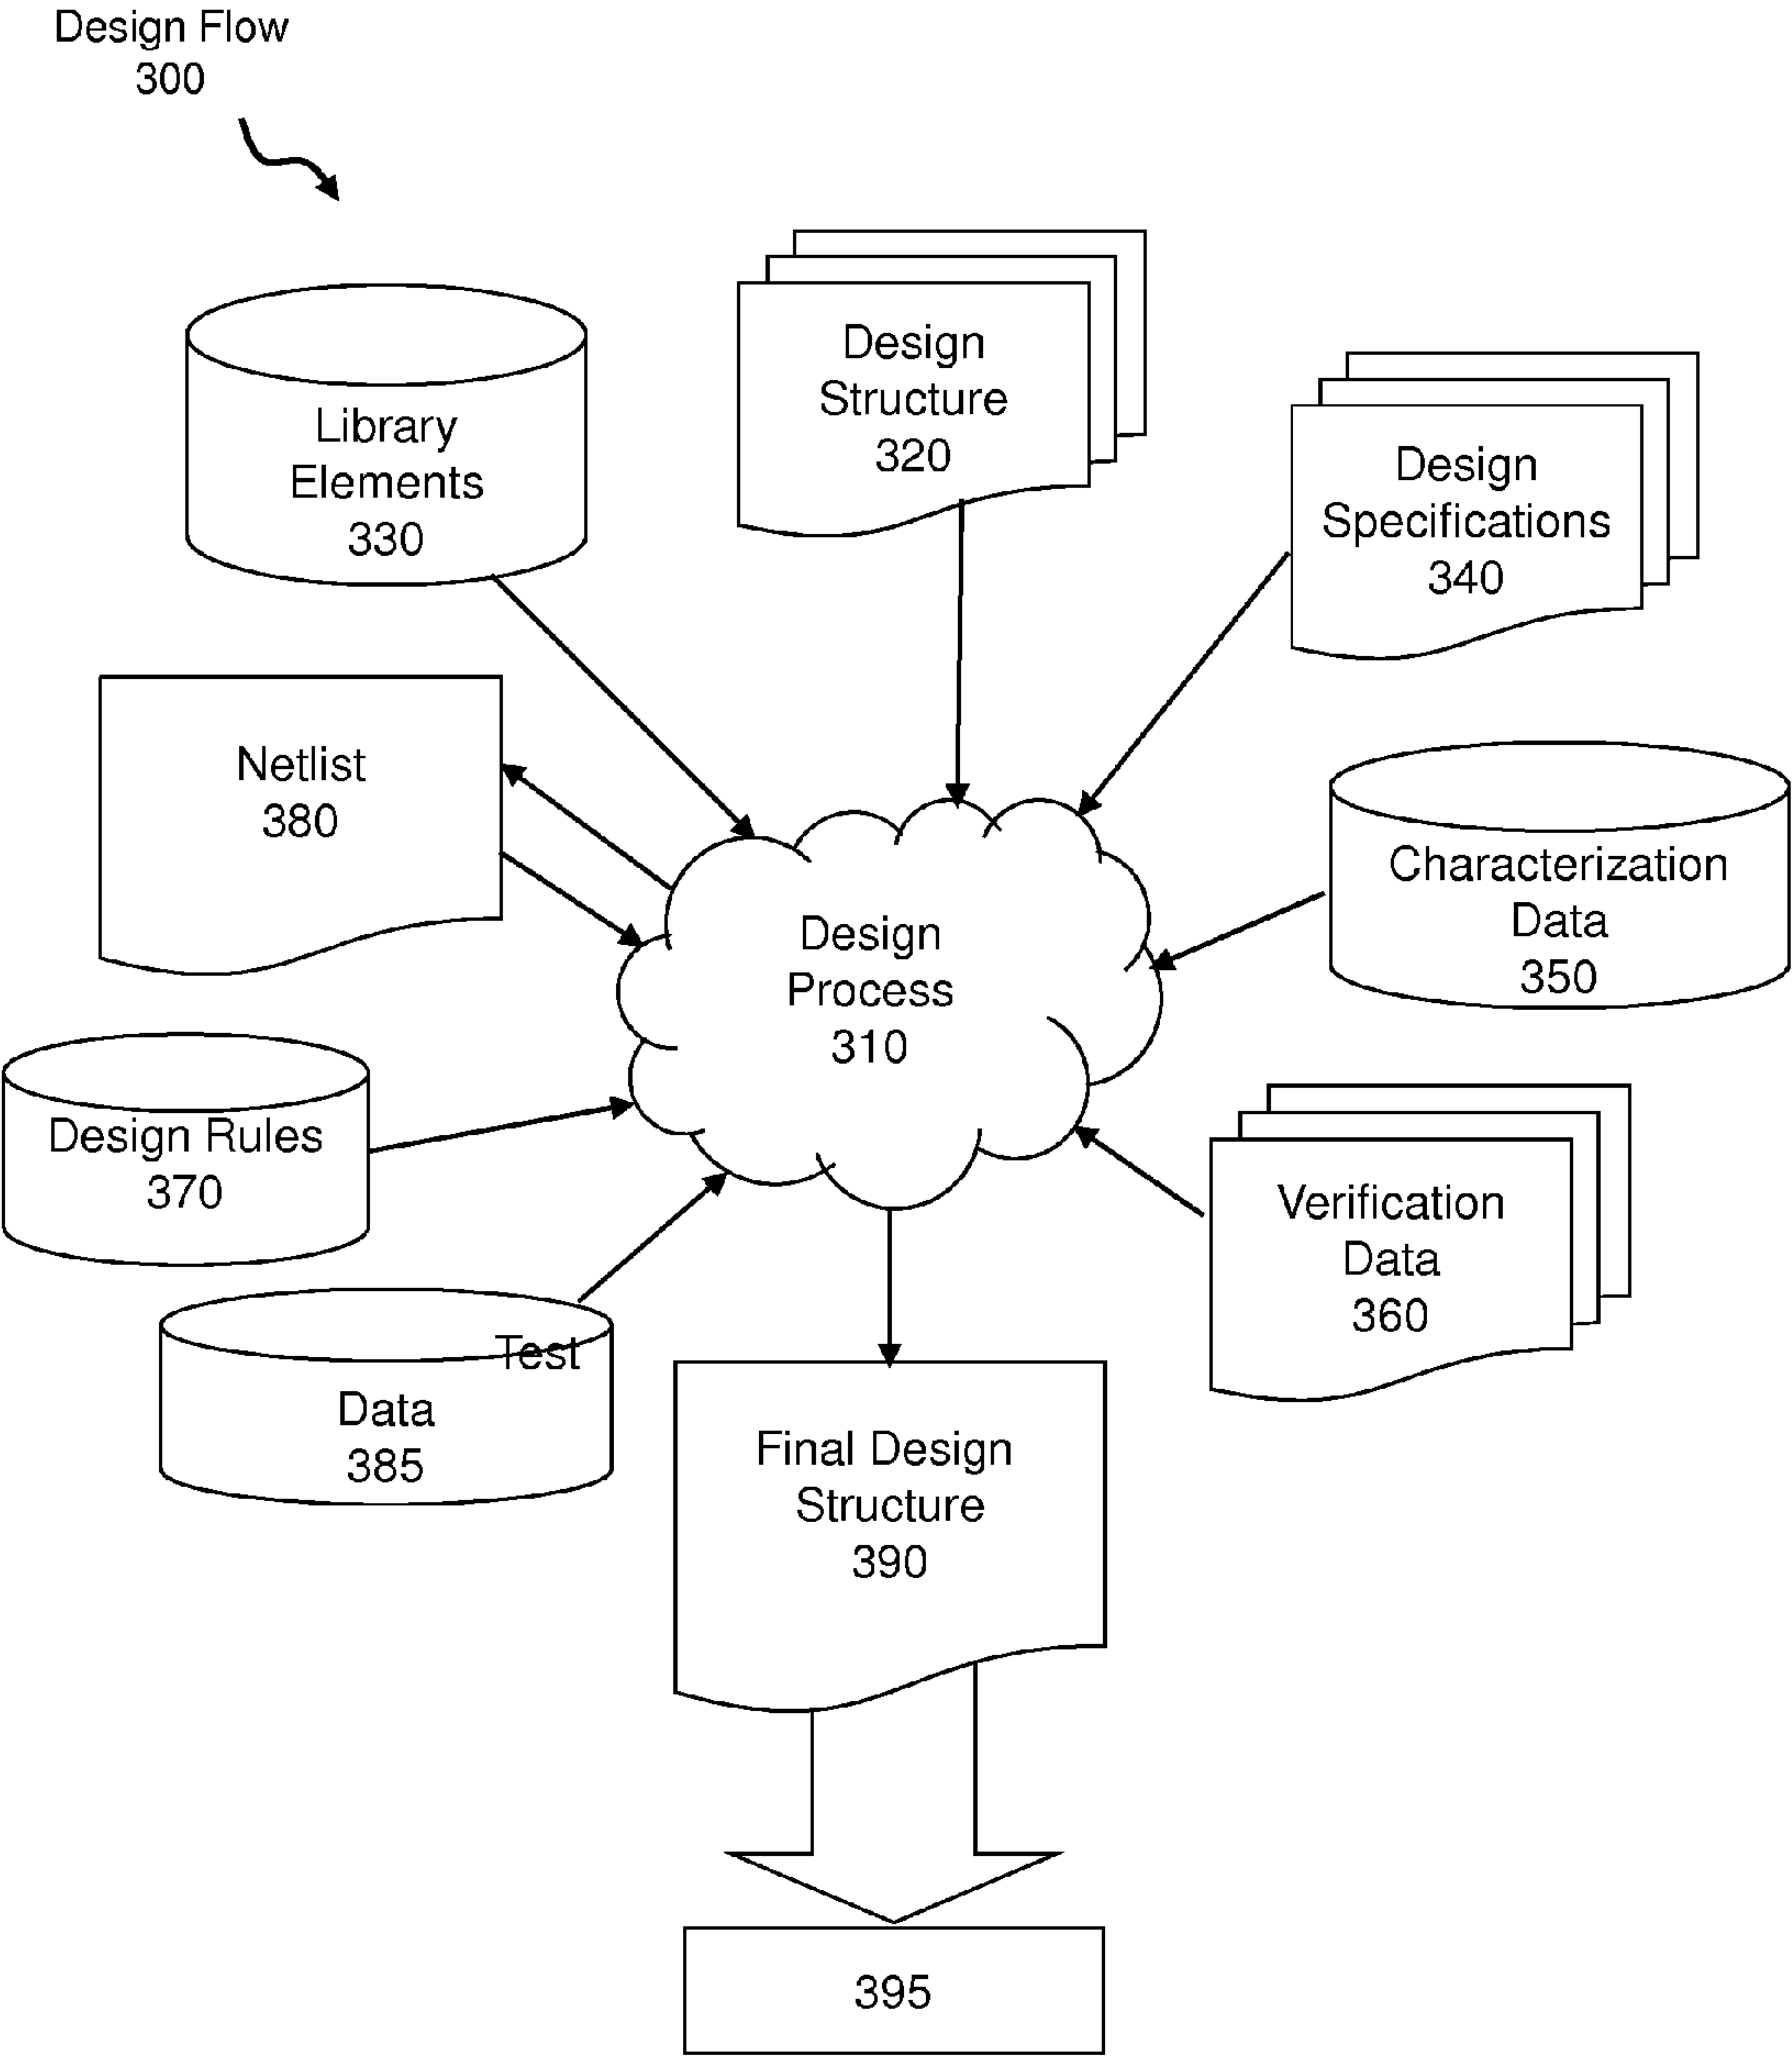 Design Flow
300
Design
Structure
320
Library
Elements
330
Design
Specifications
340
Netlist
380
Characterization
Data
350
Design
Process
310
Design Rules
370
Verification
Data
360
Test
Data
385
Final Design
Structure
390
395